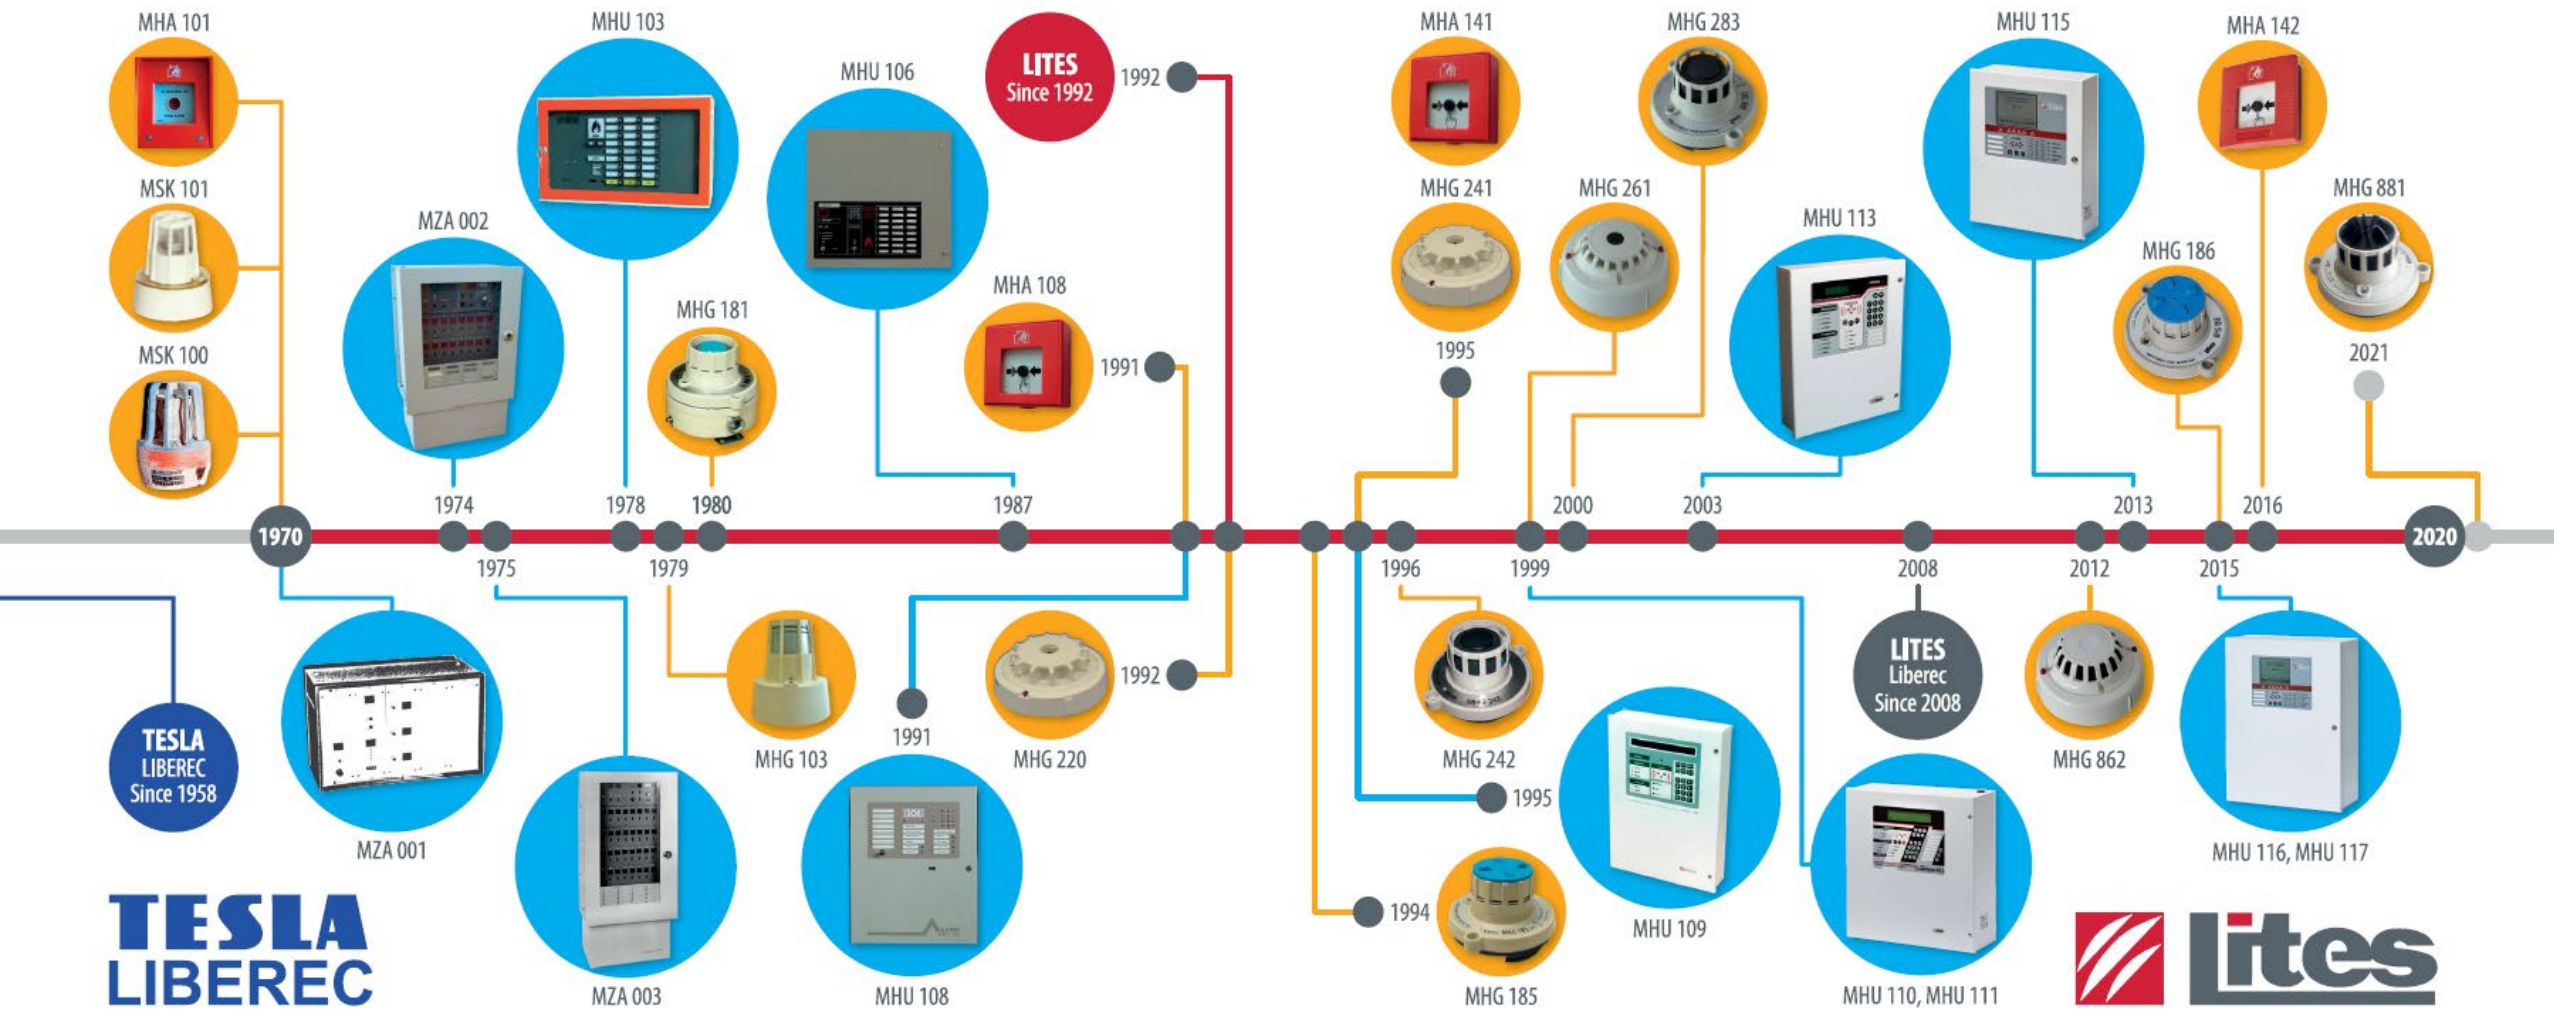 MHA 101
MSK 101
MSK 100
MZA 002
1974
MHU 103
1978
MHG 181
1980
MHU 106
1987
LITES
Since 1992
1992
MHA 108
1991
MHA 141
MHG 241
1995
MHG 283
MHG 261
2000
MHU 113
2003
MHU 115
2013
MHG 186
MHA 142
2016
MHG 881
2021
1970
2020
1975
1979
1996
1999
2008
2012
2015
TESLA
LIBEREC
Since 1958
MZA 001
MZA 003
MHG 103
1991
MHU 108
MHG 220
1992
MHG 242
1995
1994
MHG 185
MHU 109
LITES
Liberec
Since 2008
MHU 110, MHU 111
MHG 862
MHU 116, MHU 117
TESLA
LIBEREC
Lites